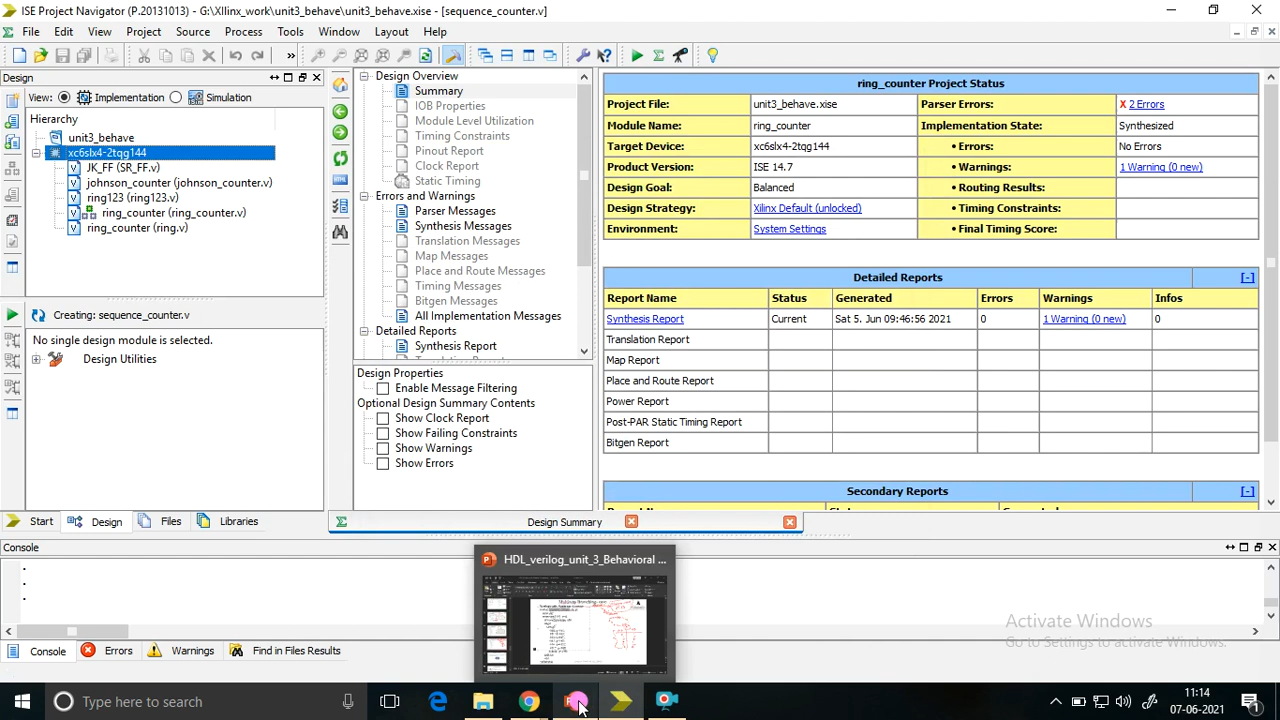 ISE Project Navigator (P.20131013) - G:\XIlinx_work\unit3_behave\unit3_behave.xise - [sequence_counter.v]
File Edit View Project Source Process Tools Window Layout Help
»
Design
View: Implementation Simulation
Hierarchy
unit3_behave
xc6slx4-2tqg144
JK_FF (SR_FF.v)
johnson_counter (johnson_counter.v)
ring123 (ring123.v)
ring_counter (ring_counter.v)
ring_counter (ring.v)
Creating: sequence_counter.v
No single design module is selected.
Design Utilities
Start Design Files Libraries
Design Overview
Summary
IOB Properties
Module Level Utilization
Timing Constraints
Pinout Report
Clock Report
Static Timing
Errors and Warnings
Parser Messages
Synthesis Messages
Translation Messages
Map Messages
Place and Route Messages
Timing Messages
Bitgen Messages
All Implementation Messages
Detailed Reports
Synthesis Report
Design Properties
Enable Message Filtering
Optional Design Summary Contents
Show Clock Report
Show Failing Constraints
Show Warnings
Show Errors
Design Summary
ring_counter Project Status
Project File: unit3_behave.xise Parser Errors: X 2 Errors
Module Name: ring_counter Implementation State: Synthesized
Target Device: xc6slx4-2tqg144 • Errors: No Errors
Product Version: ISE 14.7 • Warnings: 1 Warning (0 new)
Design Goal: Balanced • Routing Results:
Design Strategy: Xilinx Default (unlocked) • Timing Constraints:
Environment: System Settings • Final Timing Score:
Detailed Reports [-]
Report Name Status Generated Errors Warnings Infos
Synthesis Report Current Sat 5. Jun 09:46:56 2021 0 1 Warning (0 new) 0
Translation Report
Map Report
Place and Route Report
Power Report
Post-PAR Static Timing Report
Bitgen Report
Secondary Reports [-]
Console
HDL_verilog_unit_3_Behavioral ...
Console Errors Warnings Find in Files Results
Activate Windows
Go to Settings to activate Windows.
Type here to search
11:14
07-06-2021